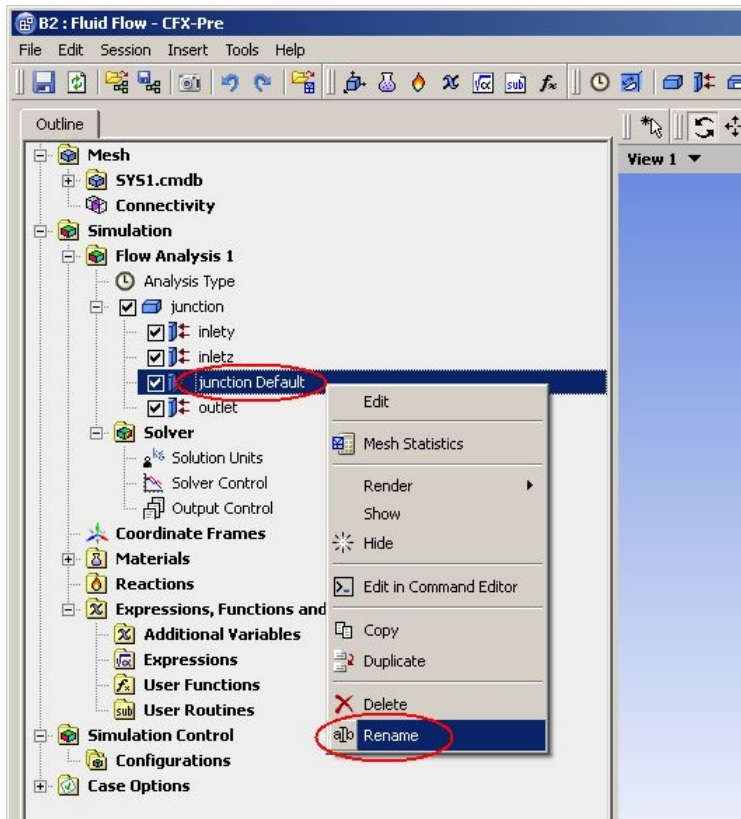 B2 : Fluid Flow - CFX-Pre
File Edit Session Insert Tools Help
Outline
View 1
Mesh
SYS1.cmdb
Connectivity
Simulation
Flow Analysis 1
Analysis Type
junction
inlety
inletz
junction Default
outlet
Solver
Solution Units
Solver Control
Output Control
Coordinate Frames
Materials
Reactions
Expressions, Functions and
Additional Variables
Expressions
User Functions
User Routines
Simulation Control
Configurations
Case Options
Edit
Mesh Statistics
Render
Show
Hide
Edit in Command Editor
Copy
Duplicate
Delete
Rename